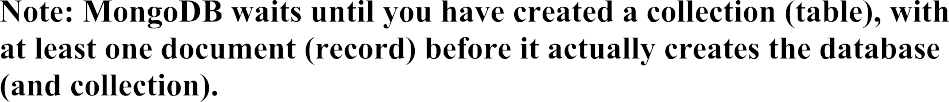 Note: MongoDB waits until you have created a collection (table), with
at least one document (record) before it actually creates the database
(and collection).